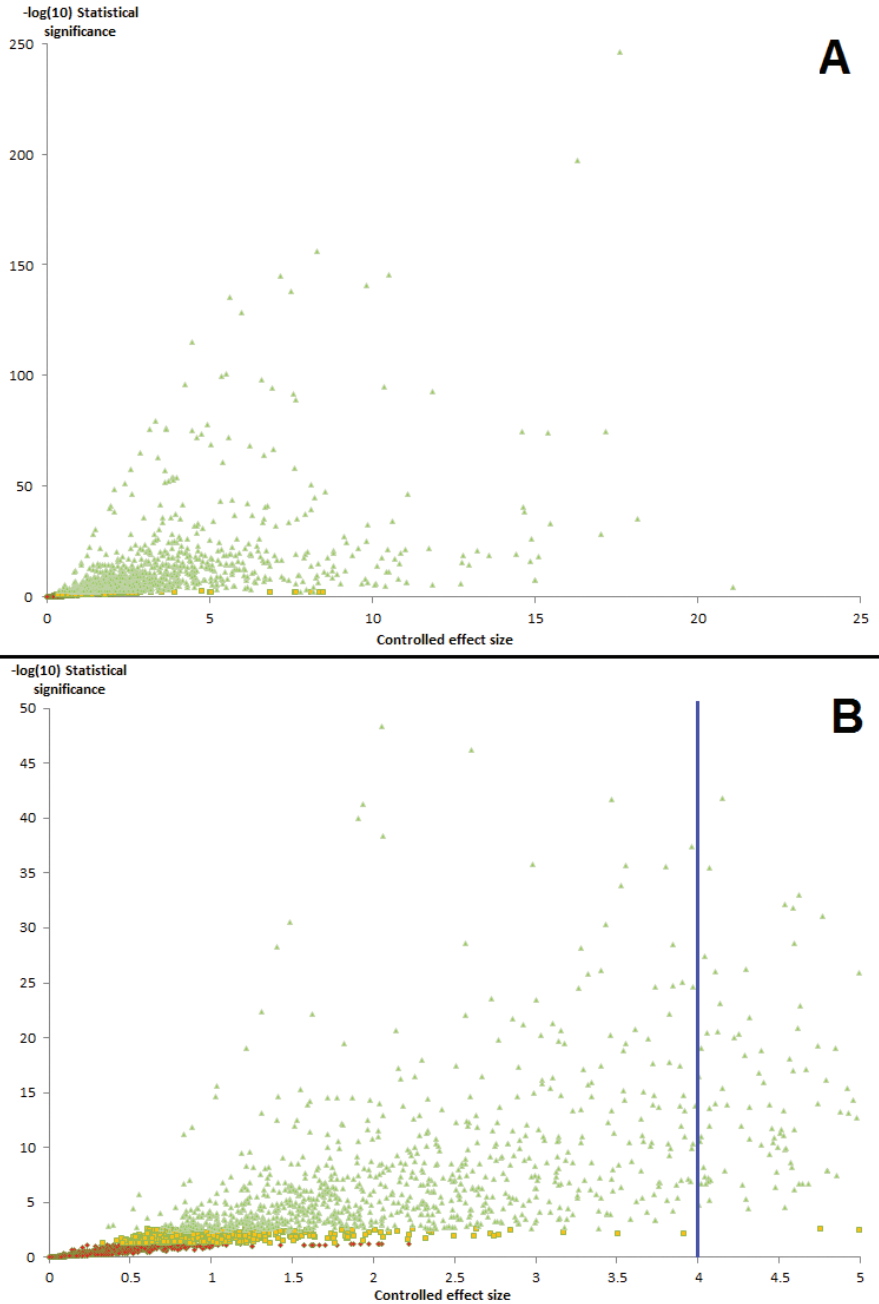 -log(10) Statistical
significance
A
250
200
150
100
50
0
0 5 10 15 20 25
Controlled effect size
-log(10) Statistical
significance
B
50
45
40
35
30
25
20
15
10
5
0
0 0.5 1 1.5 2 2.5 3 3.5 4 4.5 5
Controlled effect size